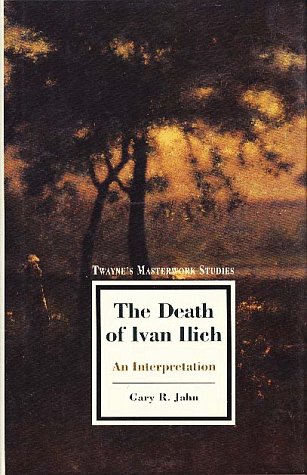 Twayne's Masterwork Studies
The Death
of Ivan Ilich
An Interpretation
Gary R. Jahn